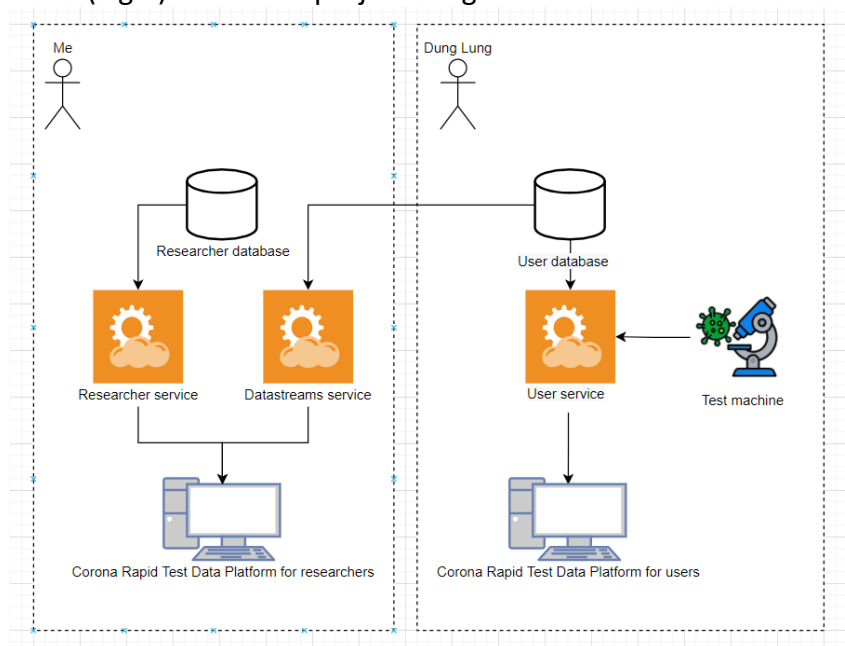 Me
Dung Lung
Researcher database
User database
Researcher service
Datastreams service
User service
Test machine
Corona Rapid Test Data Platform for researchers
Corona Rapid Test Data Platform for users